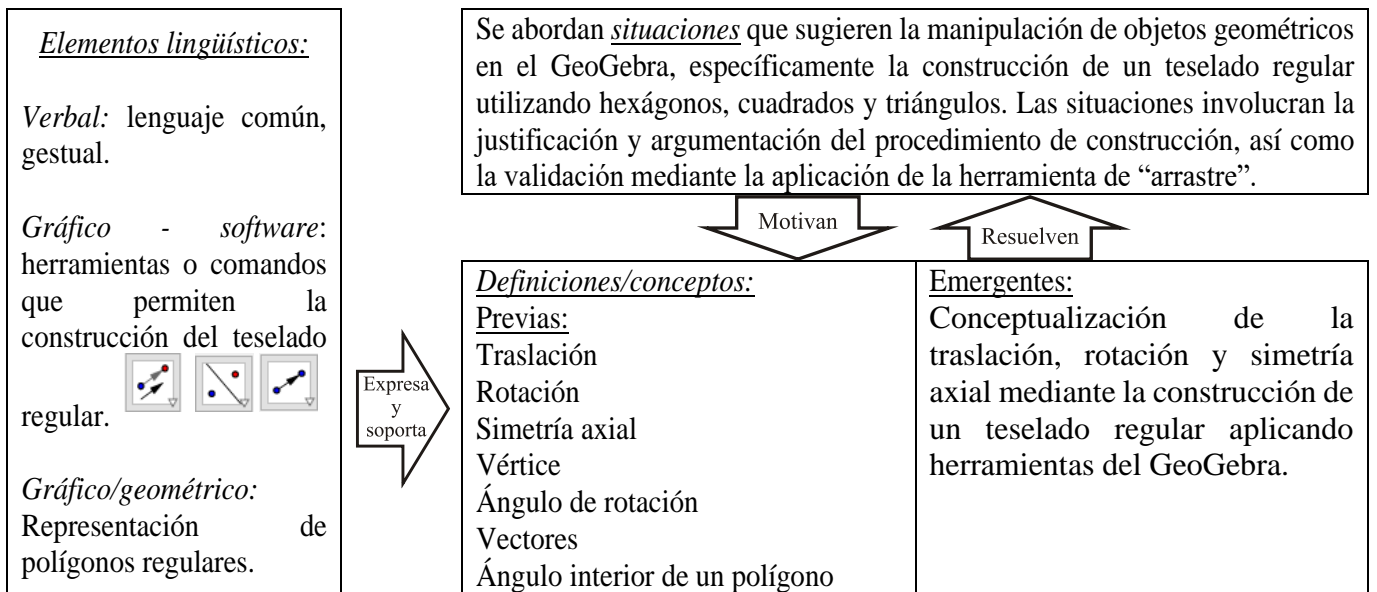 Elementos lingüísticos:
Verbal: lenguaje común,
gestual.
Gráfico - software:
herramientas o comandos
que permiten la
construcción del teselado
regular.
Gráfico/geométrico:
Representación de
polígonos regulares.
Expresa
y
soporta
Se abordan situaciones que sugieren la manipulación de objetos geométricos
en el GeoGebra, específicamente la construcción de un teselado regular
utilizando hexágonos, cuadrados y triángulos. Las situaciones involucran la
justificación y argumentación del procedimiento de construcción, así como
la validación mediante la aplicación de la herramienta de “arrastre”.
Motivan
Resuelven
Definiciones/conceptos:
Previas:
Traslación
Rotación
Simetría axial
Vértice
Ángulo de rotación
Vectores
Ángulo interior de un polígono
Emergentes:
Conceptualización de la
traslación, rotación y simetría
axial mediante la construcción de
un teselado regular aplicando
herramientas del GeoGebra.